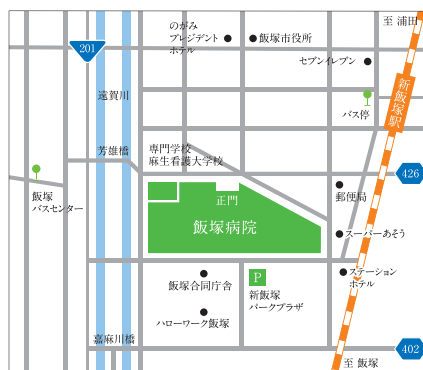 至 浦田
のがみ
プレジデント
ホテル
飯塚市役所
201
セブンイレブン
遠賀川
新飯塚駅
バス停
芳雄橋
専門学校
麻生看護大学校
426
飯塚
バスセンター
正門
郵便局
飯塚病院
スーパーあそう
飯塚合同庁舎
P
新飯塚
パークプラザ
ステーション
ホテル
ハローワーク飯塚
嘉麻川橋
402
至 飯塚